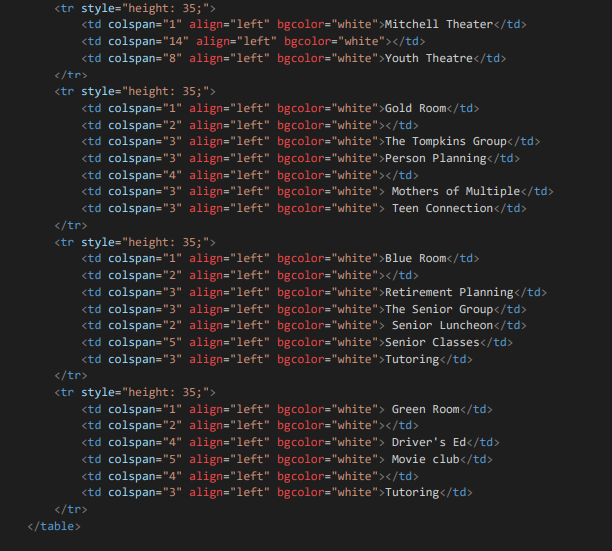 <tr style="height: 35;">
<td colspan="1" align="left" bgcolor="white">Mitchell Theater</td>
<td colspan="14" align="left" bgcolor="white"></td>
<td colspan="8" align="left" bgcolor="white">Youth Theatre</td>
</tr>
<tr style="height: 35;">
<td colspan="1" align="left" bgcolor="white">Gold Room</td>
<td colspan="2" align="left" bgcolor="white"></td>
<td colspan="3" align="left" bgcolor="white">The Tompkins Group</td>
<td colspan="3" align="left" bgcolor="white">Person Planning</td>
<td colspan="4" align="left" bgcolor="white"></td>
<td colspan="3" align="left" bgcolor="white"> Mothers of Multiple</td>
<td colspan="3" align="left" bgcolor="white"> Teen Connection</td>
</tr>
<tr style="height: 35;">
<td colspan="1" align="left" bgcolor="white">Blue Room</td>
<td colspan="2" align="left" bgcolor="white"></td>
<td colspan="3" align="left" bgcolor="white">Retirement Planning</td>
<td colspan="3" align="left" bgcolor="white">The Senior Group</td>
<td colspan="2" align="left" bgcolor="white"> Senior Luncheon</td>
<td colspan="5" align="left" bgcolor="white">Senior Classes</td>
<td colspan="3" align="left" bgcolor="white">Tutoring</td>
</tr>
<tr style="height: 35;">
<td colspan="1" align="left" bgcolor="white"> Green Room</td>
<td colspan="2" align="left" bgcolor="white"></td>
<td colspan="4" align="left" bgcolor="white"> Driver's Ed</td>
<td colspan="5" align="left" bgcolor="white"> Movie club</td>
<td colspan="4" align="left" bgcolor="white"></td>
<td colspan="3" align="left" bgcolor="white">Tutoring</td>
</tr>
</table>